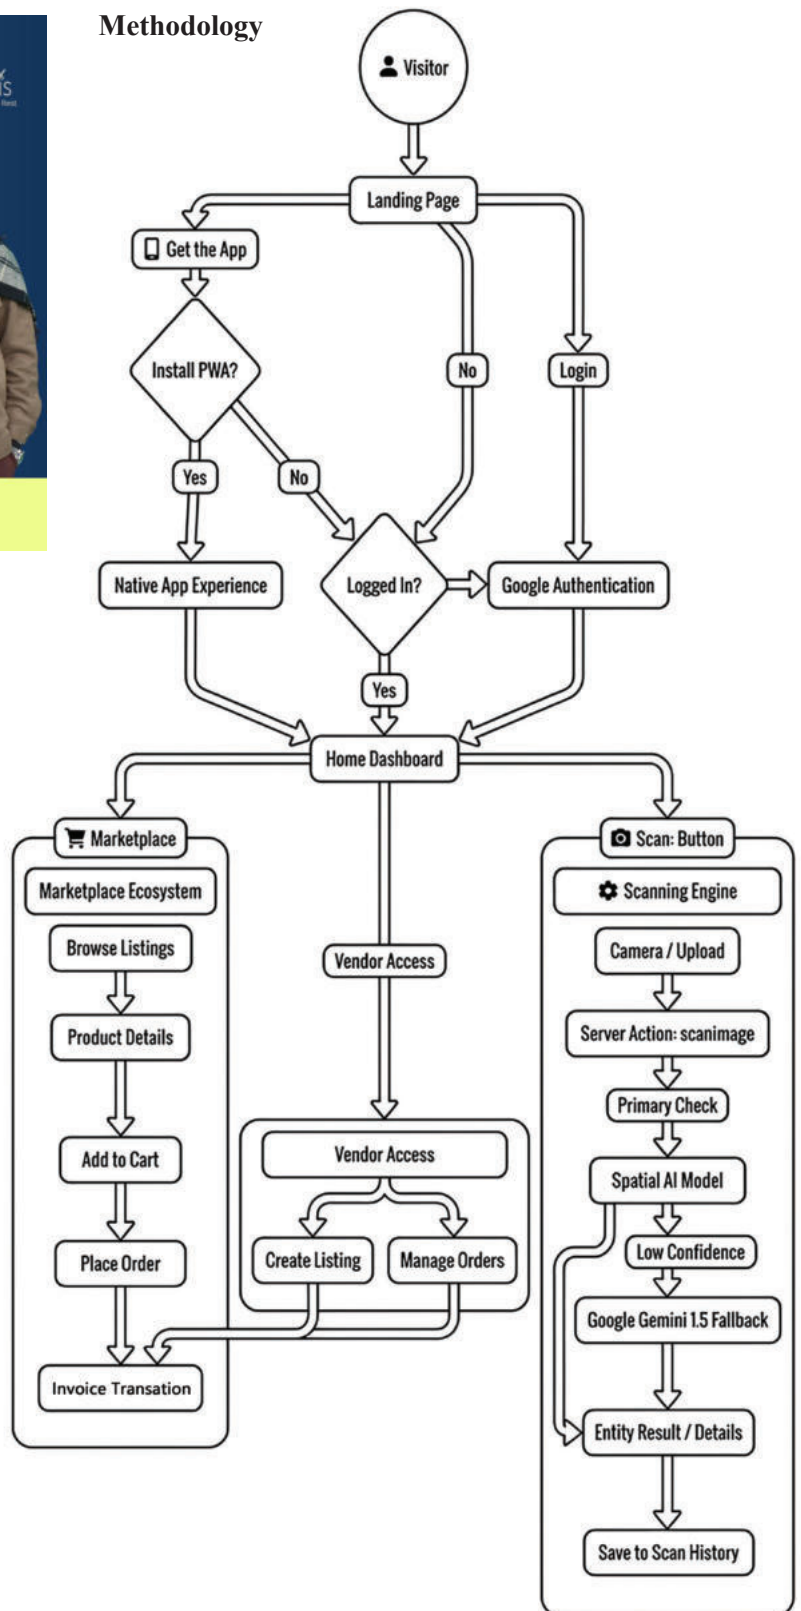 Methodology
Visitor
Landing Page
Get the App
Install PWA?
No
Login
Yes
No
Native App Experience
Logged In?
Google Authentication
Yes
Home Dashboard
Marketplace
Scan: Button
Marketplace Ecosystem
Scanning Engine
Browse Listings
Camera / Upload
Vendor Access
Product Details
Server Action: scanimage
Primary Check
Add to Cart
Vendor Access
Spatial AI Model
Place Order
Create Listing
Manage Orders
Low Confidence
Google Gemini 1.5 Fallback
Invoice Transation
Entity Result / Details
Save to Scan History